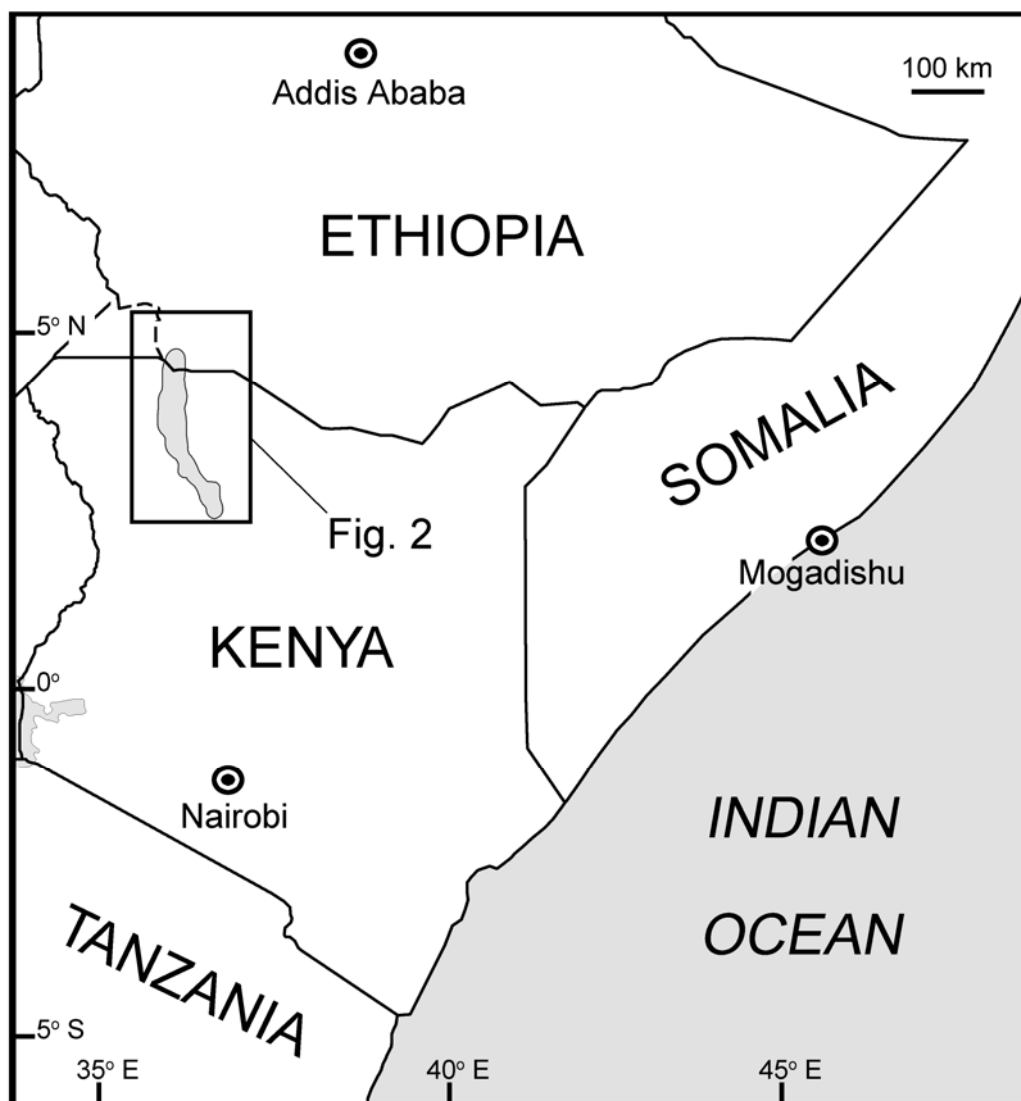 100 km
Addis Ababa
ETHIOPIA
5° N
SOMALIA
Fig. 2
Mogadishu
KENYA
0°
Nairobi
INDIAN
OCEAN
TANZANIA
5° S
35° E
40° E
45° E